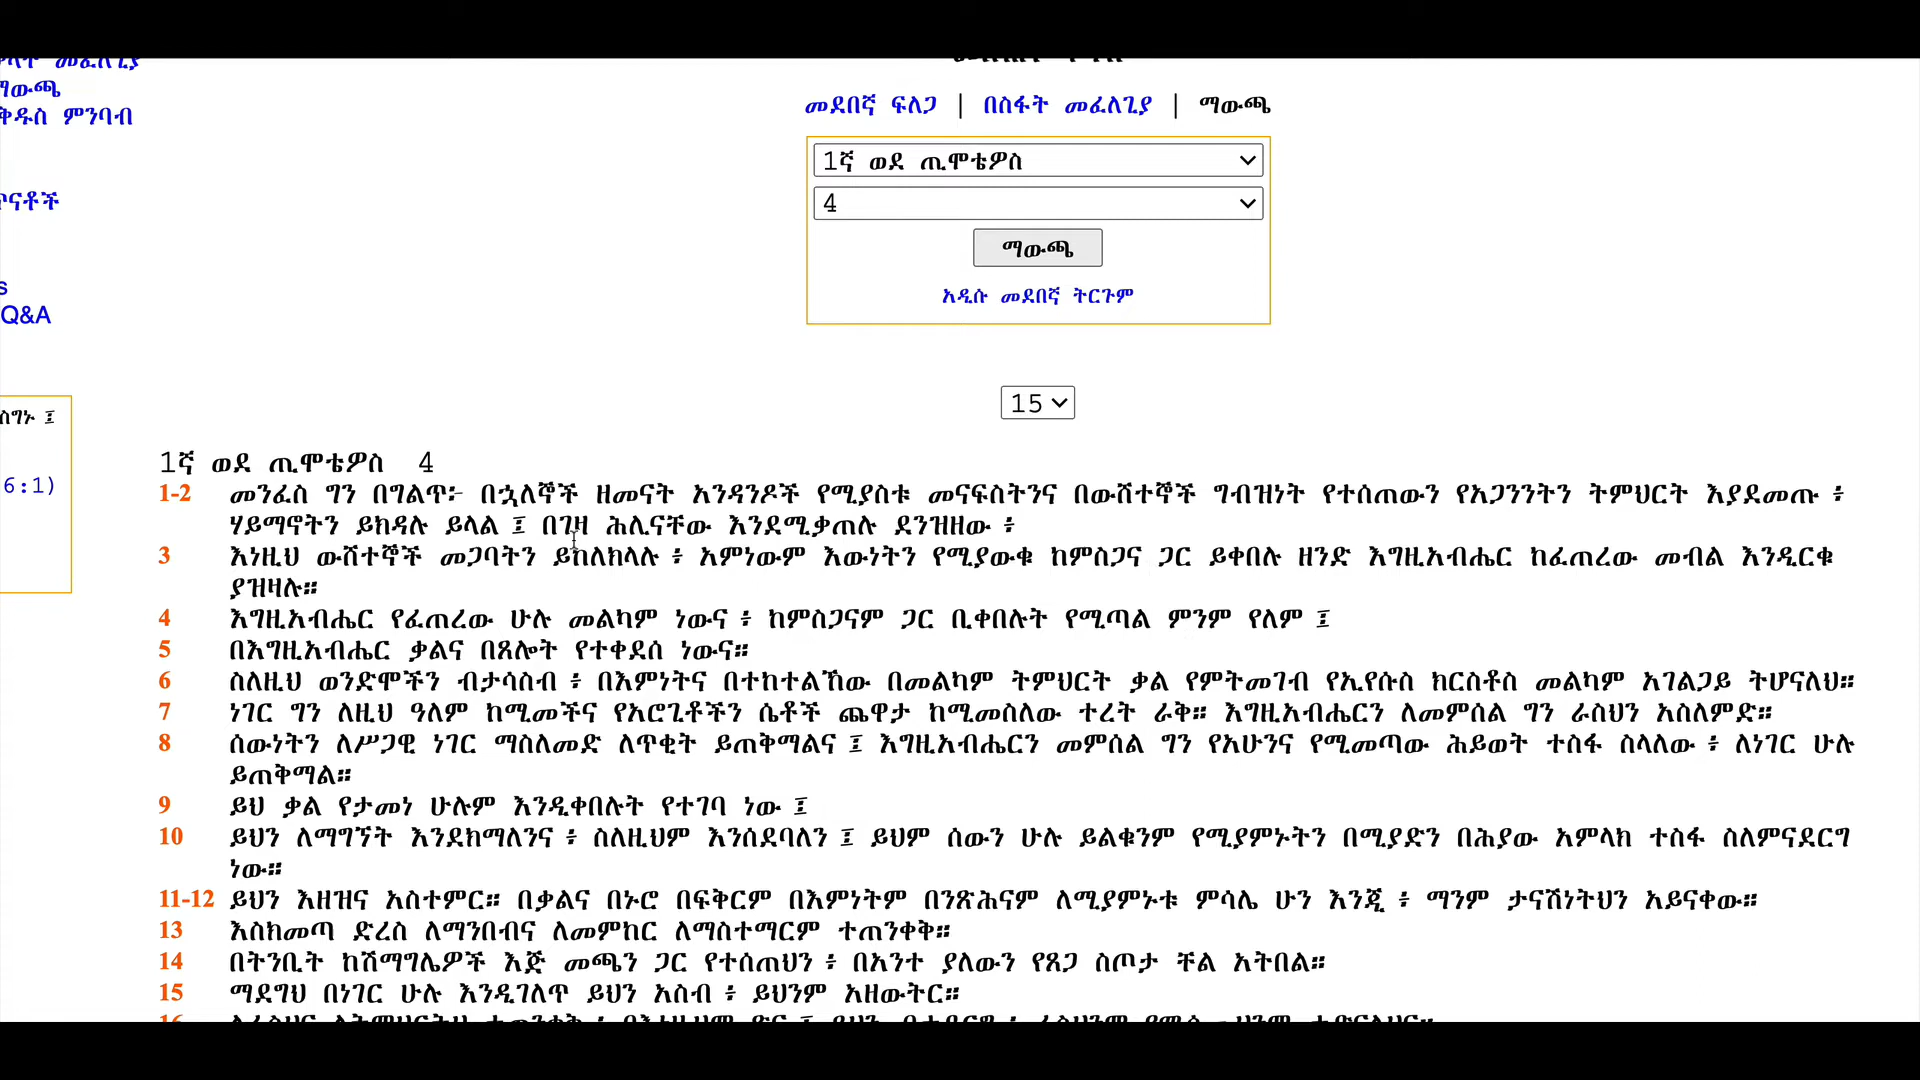 ማውጫ
ቅዱስ ምንባብ
ጥናቶች
s
Q&A
ስግኑ ፤
6:1)
መደበኛ ፍለጋ | በስፋት መፈለጊያ | ማውጫ
1ኛ ወደ ጢሞቴዎስ
4
ማውጫ
አዲሱ መደበኛ ትርጉም
15
1ኛ ወደ ጢሞቴዎስ 4
1-2 መንፈስ ግን በግልጥ፦ በኋለኞች ዘመናት አንዳንዶች የሚያስቱ መናፍስትንና በውሸተኞች ግብዝነት የተሰጠውን የአጋንንትን ትምህርት እያደመጡ ፥
ሃይማኖትን ይክዳሉ ይላል ፤ በገዛ ሕሊናቸው እንደሚቃጠሉ ደንዝዘው ፥
3 እነዚህ ውሸተኞች መጋባትን ይከለክላሉ ፥ አምነውም እውነትን የሚያውቁ ከምስጋና ጋር ይቀበሉ ዘንድ እግዚአብሔር ከፈጠረው መብል እንዲርቁ
ያዝዛሉ።
4 እግዚአብሔር የፈጠረው ሁሉ መልካም ነውና ፥ ከምስጋናም ጋር ቢቀበሉት የሚጣል ምንም የለም ፤
5 በእግዚአብሔር ቃልና በጸሎት የተቀደሰ ነውና።
6 ስለዚህ ወንድሞችን ብታሳስብ ፥ በእምነትና በተከተልኸው በመልካም ትምህርት ቃል የምትመገብ የኢየሱስ ክርስቶስ መልካም አገልጋይ ትሆናለህ።
7 ነገር ግን ለዚህ ዓለም ከሚመችና የአሮጊቶችን ሴቶች ጨዋታ ከሚመስለው ተረት ራቅ። እግዚአብሔርን ለመምሰል ግን ራስህን አስለምድ።
8 ሰውነትን ለሥጋዊ ነገር ማስለመድ ለጥቂት ይጠቅማልና ፤ እግዚአብሔርን መምሰል ግን የአሁንና የሚመጣው ሕይወት ተስፋ ስላለው ፥ ለነገር ሁሉ
ይጠቅማል።
9 ይህ ቃል የታመነ ሁሉም እንዲቀበሉት የተገባ ነው ፤
10 ይህን ለማግኘት እንደክማለንና ፥ ስለዚህም እንሰደባለን ፤ ይህም ሰውን ሁሉ ይልቁንም የሚያምኑትን በሚያድን በሕያው አምላክ ተስፋ ስለምናደርግ
ነው።
11-12 ይህን እዘዝና አስተምር። በቃልና በኑሮ በፍቅርም በእምነትም በንጽሕናም ለሚያምኑቱ ምሳሌ ሁን እንጂ ፥ ማንም ታናሽነትህን አይናቀው።
13 እስክመጣ ድረስ ለማንበብና ለመምከር ለማስተማርም ተጠንቀቅ።
14 በትንቢት ከሽማግሌዎች እጅ መጫን ጋር የተሰጠህን ፥ በአንተ ያለውን የጸጋ ስጦታ ቸል አትበል።
15 ማደግህ በነገር ሁሉ እንዲገለጥ ይህን አስብ ፥ ይህንም አዘውትር።